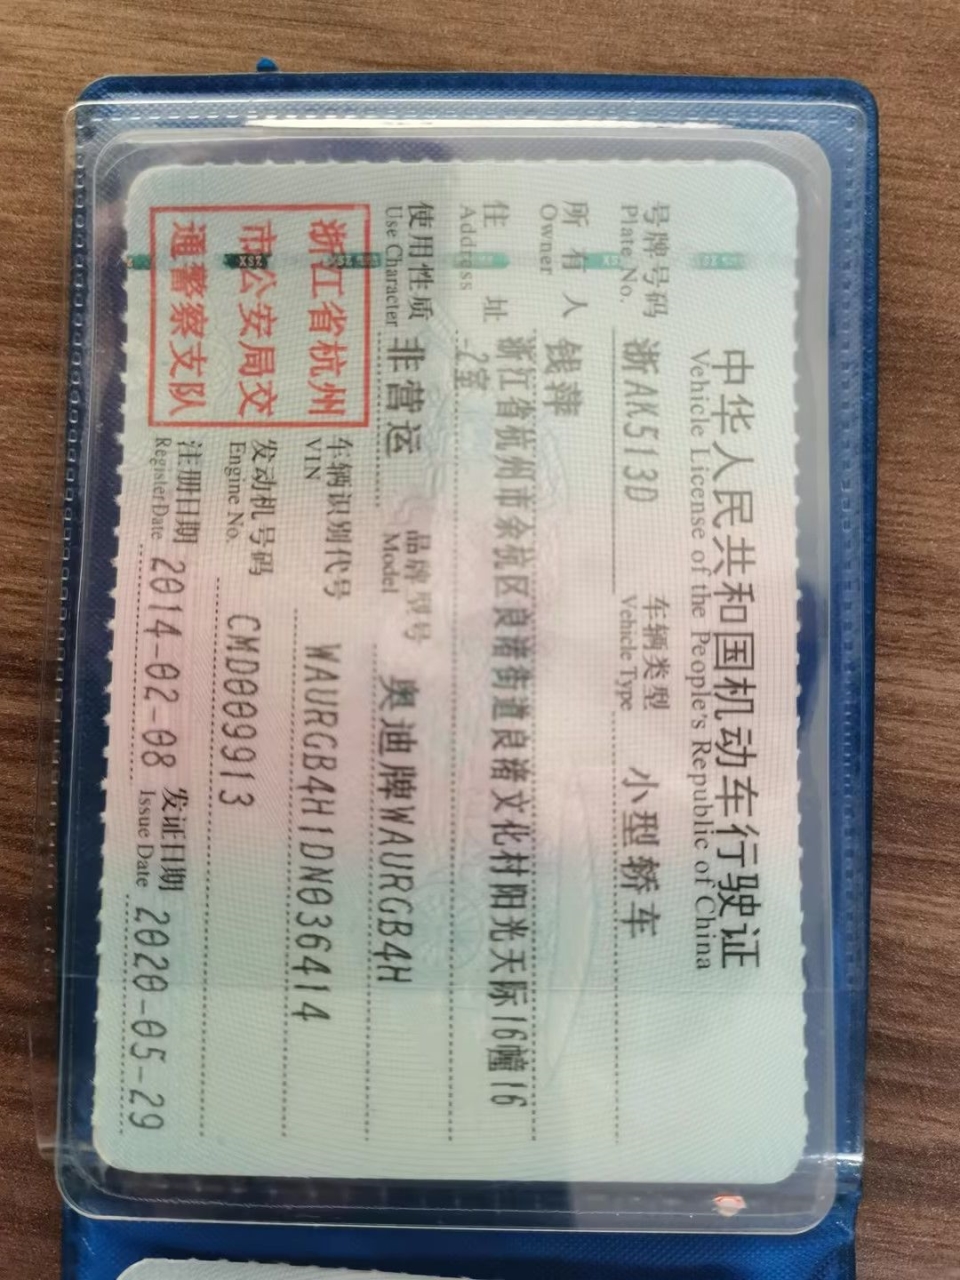 中华人民共和国机动车行驶证
Vehicle License of the People's Republic of China
号牌号码 浙AK513D 车辆类型 小型轿车
Plate No. Vehicle Type
所有人 钱萍
Owner
住址 浙江省杭州市余杭区良渚街道良渚文化村阳光天际16幢16
Address -2室
使用性质 非营运 品牌型号 奥迪牌WAURGB4H
Use Character Model
浙江省杭州
市公安局交
通警察支队
车辆识别代号 WAURGB4H1DN036414
VIN
发动机号码 CMD009913
Engine No.
注册日期 2014-02-08 发证日期 2020-05-29
Register Date Issue Date